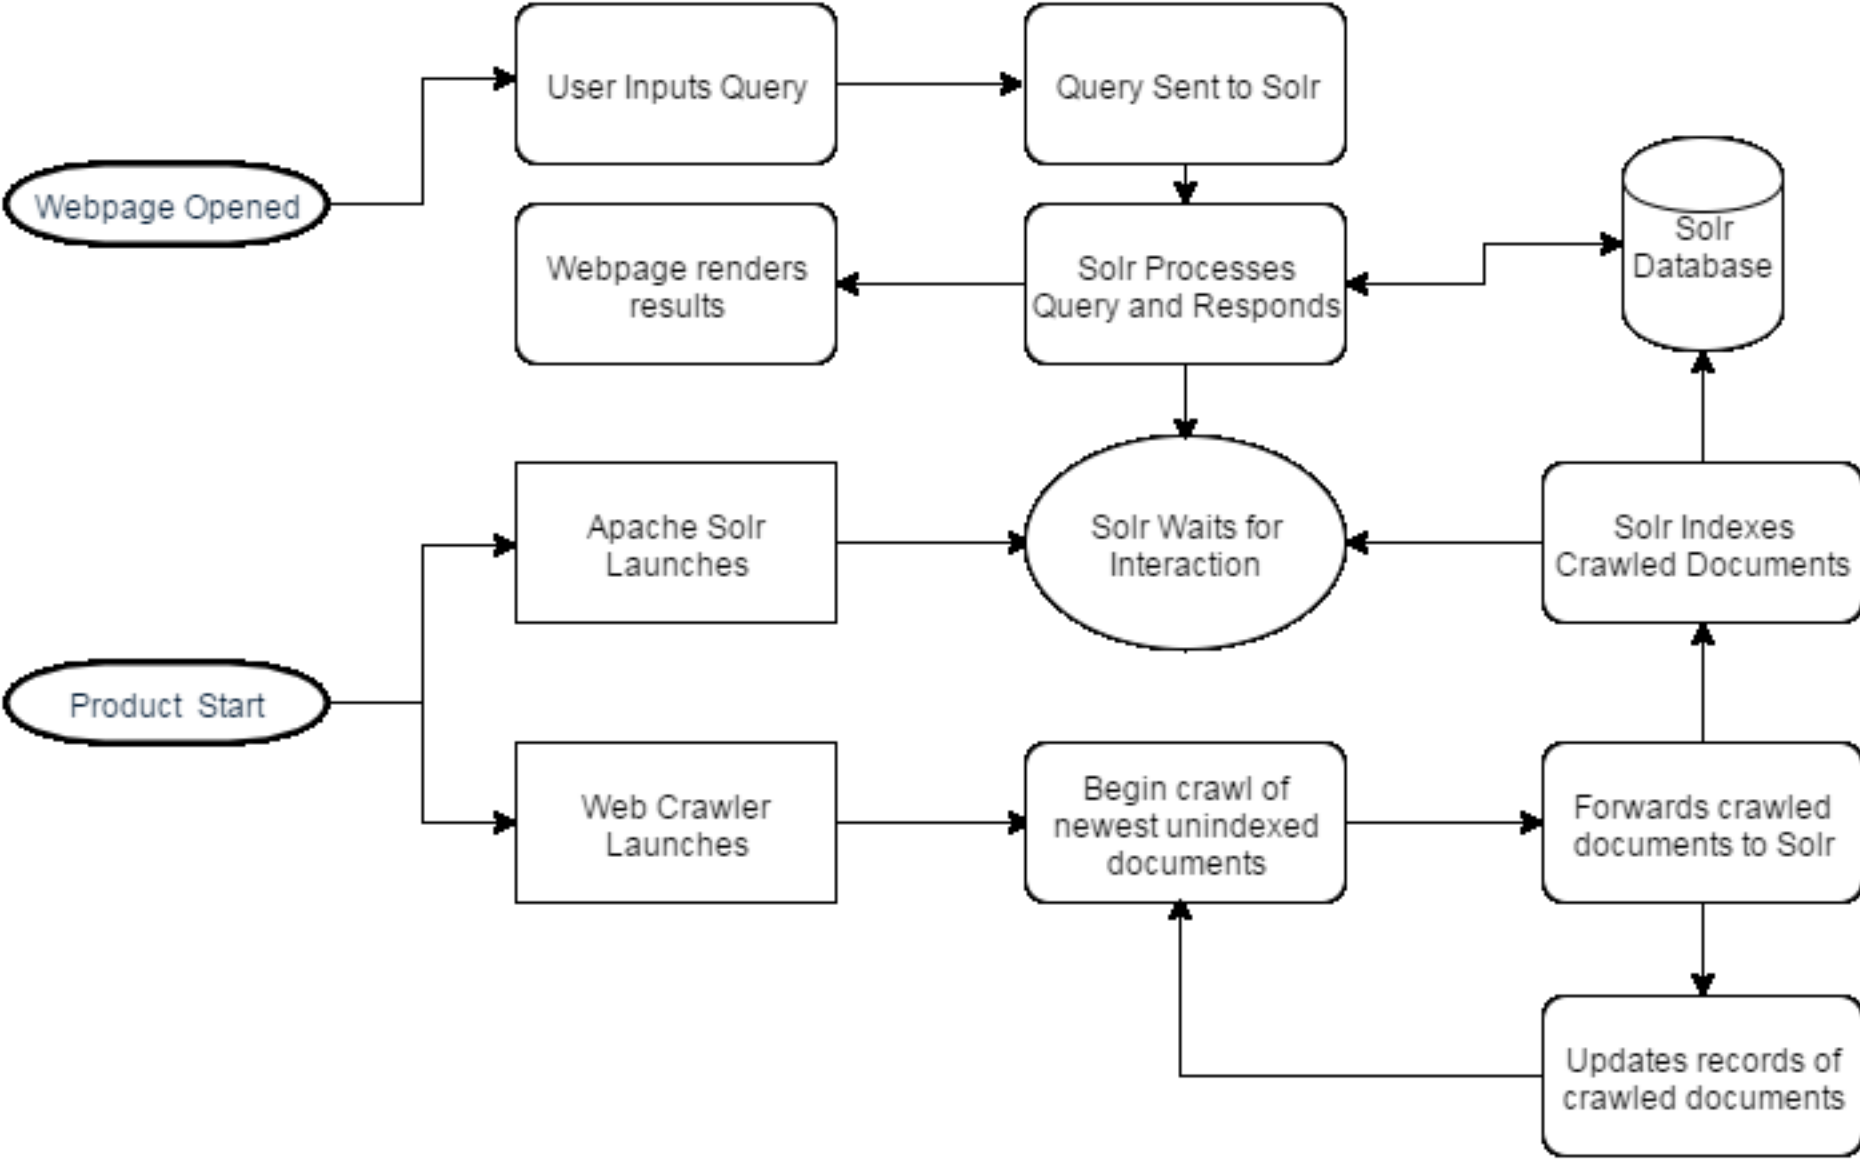 User Inputs Query
Query Sent to Solr
Webpage Opened
Webpage renders
results
Solr Processes
Query and Responds
Solr
Database
Apache Solr
Launches
Solr Waits for
Interaction
Solr Indexes
Crawled Documents
Product  Start
Web Crawler
Launches
Begin crawl of
newest unindexed
documents
Forwards crawled
documents to Solr
Updates records of
crawled documents